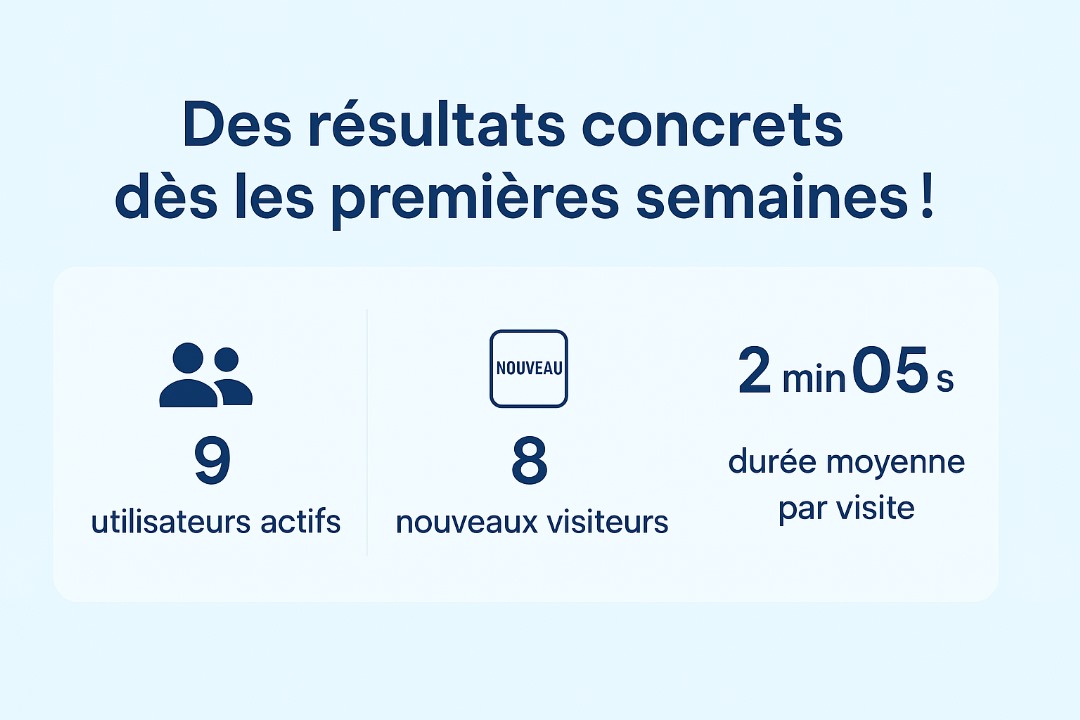 Des résultats concrets
dès les premières semaines !
9
utilisateurs actifs
NOUVEAU
8
nouveaux visiteurs
2 min 05 s
durée moyenne
par visite